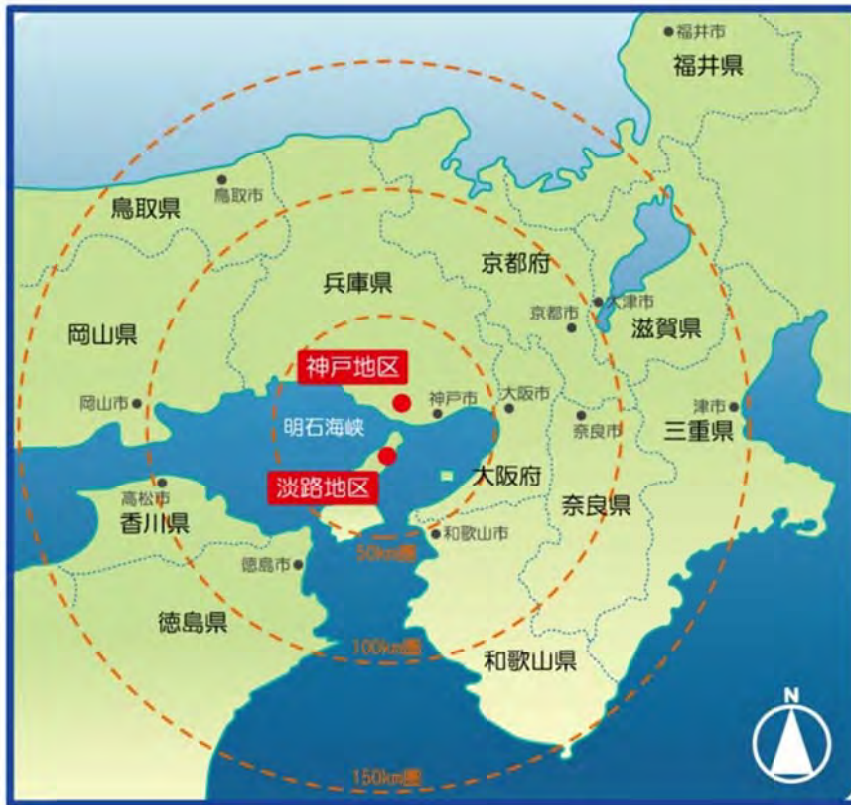 福井市
福井県
鳥取県
鳥取市
兵庫県
京都府
大津市
京都市
滋賀県
岡山県
神戸地区
岡山市
神戸市
大阪市
奈良市
津市
三重県
明石海峡
淡路地区
大阪府
奈良県
高松市
香川県
和歌山市
50km圏
徳島市
徳島県
100km圏
和歌山県
N
150km圏